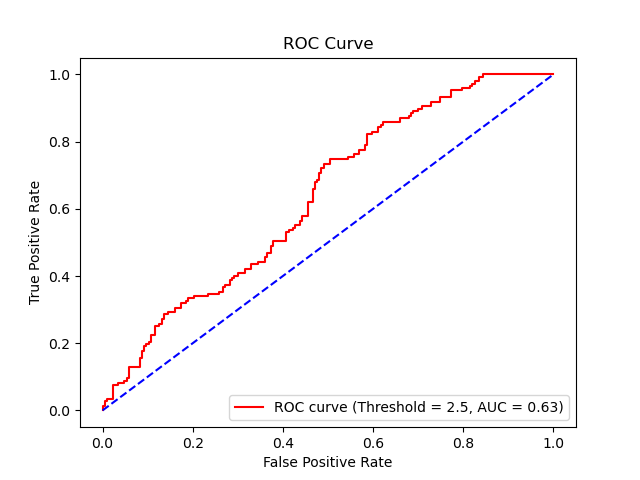 ROC Curve
True Positive Rate
1.0
0.8
0.6
0.4
0.2
0.0
ROC curve (Threshold = 2.5, AUC = 0.63)
0.0 0.2 0.4 0.6 0.8 1.0
False Positive Rate